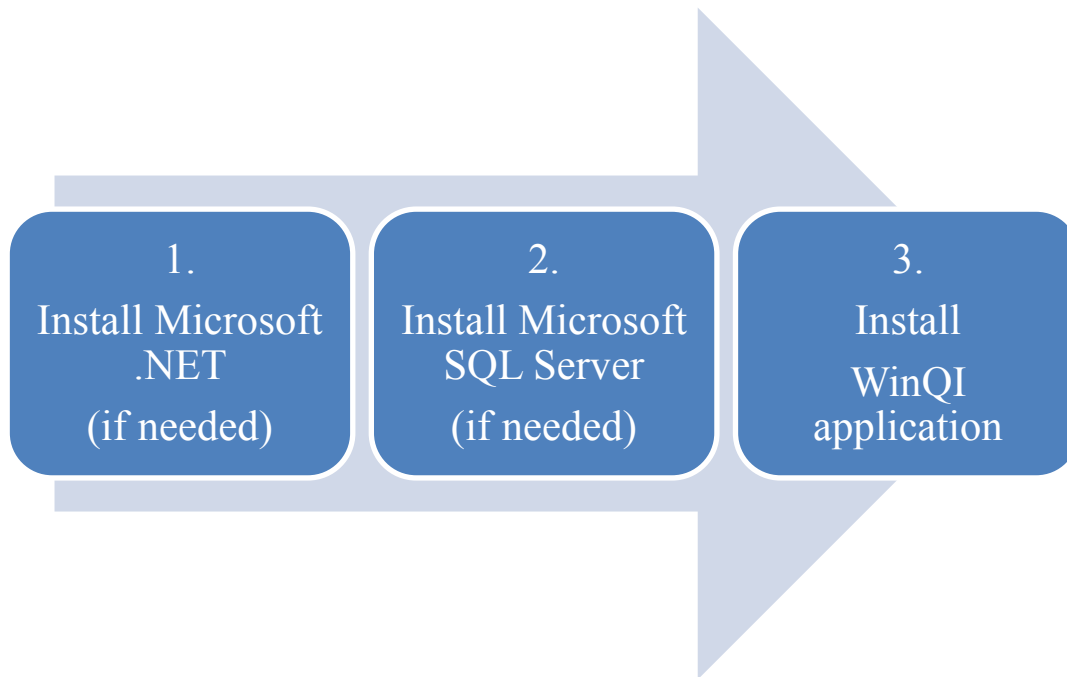 1.
Install Microsoft
.NET
(if needed)
2.
Install Microsoft
SQL Server
(if needed)
3.
Install
WinQI
application